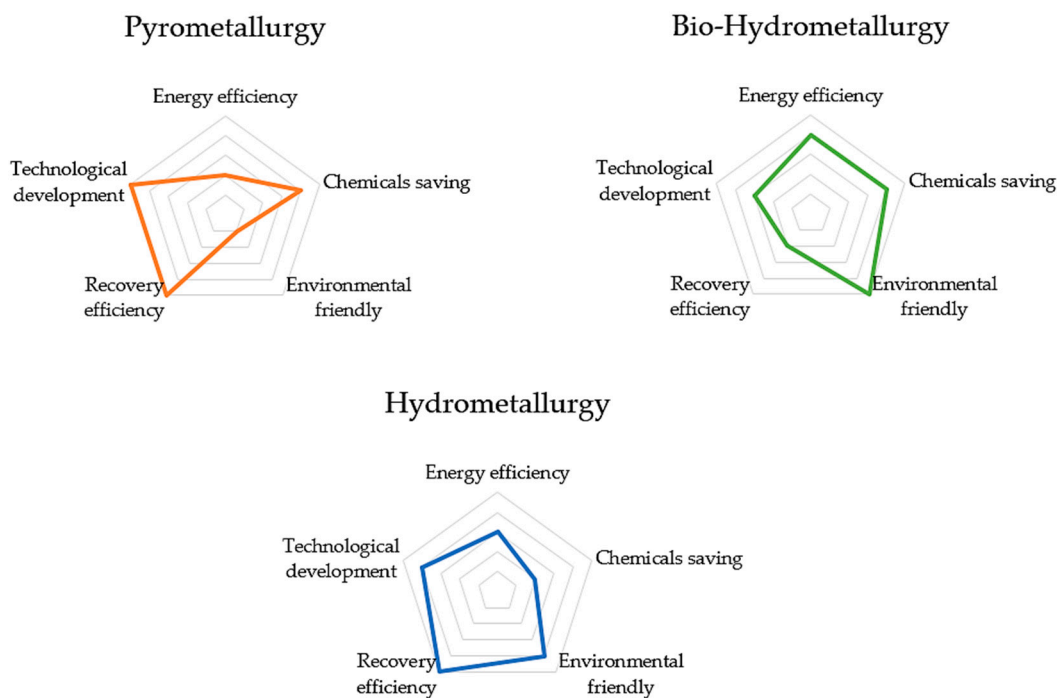 Pyrometallurgy
Energy efficiency
Technological
development
Chemicals saving
Recovery
efficiency
Environmental
friendly
Bio-Hydrometallurgy
Energy efficiency
Technological
development
Chemicals saving
Recovery
efficiency
Environmental
friendly
Hydrometallurgy
Energy efficiency
Technological
development
Chemicals saving
Recovery
efficiency
Environmental
friendly